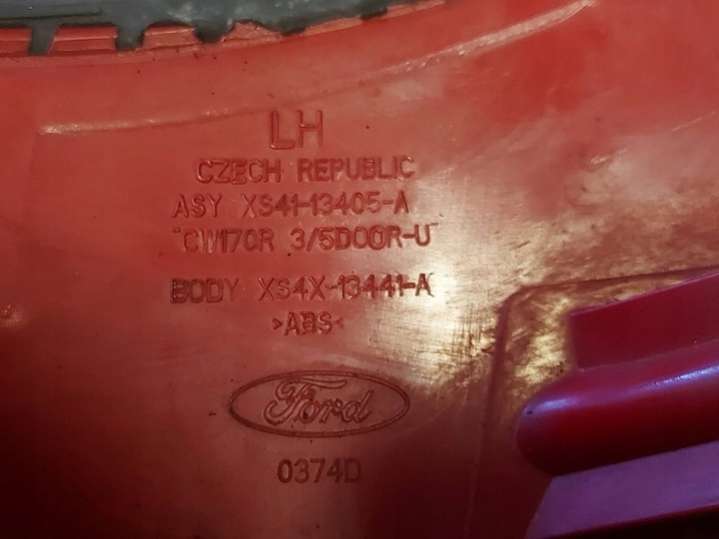 LH
CZECH REPUBLIC
ASY XS41-13405-A
"CW170R 3/5DOOR-U"
BODY XS4X-13441-A
>ABS<
Ford
0374D